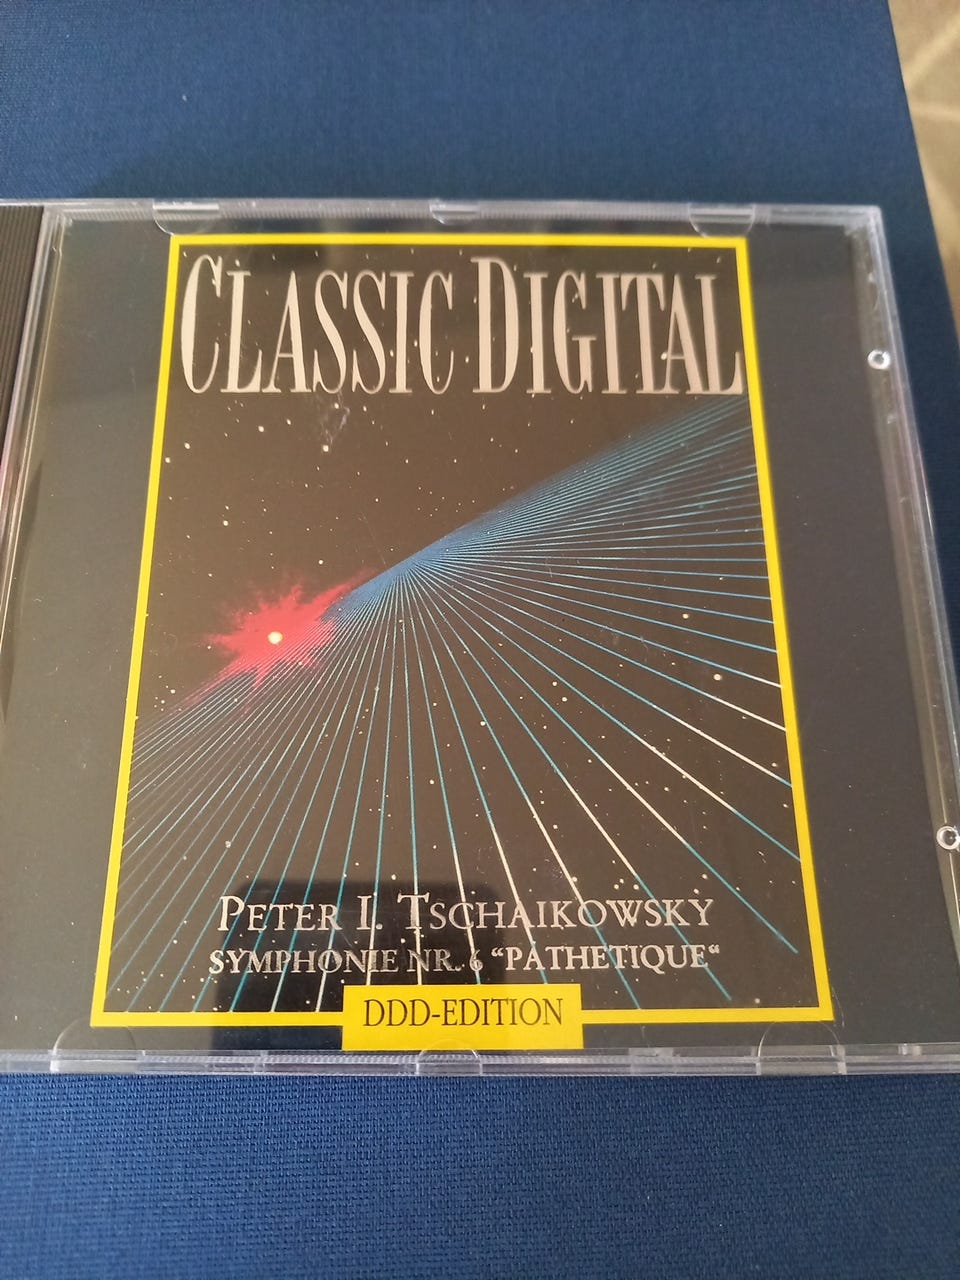 CLASSIC DIGITAL
PETER I. TSCHAIKOWSKY
SYMPHONIE NR. 6 "PATHETIQUE“
DDD-EDITION